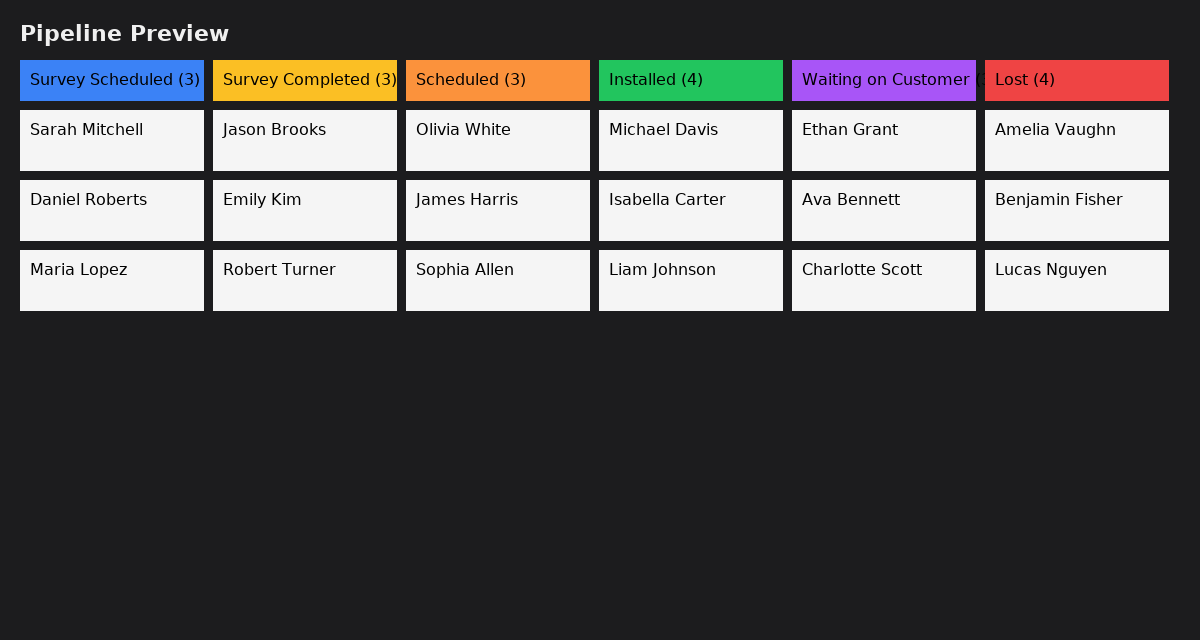 Pipeline Preview
Survey Scheduled (3) Survey Completed (3) Scheduled (3) Installed (4) Waiting on Customer ( Lost (4)
Sarah Mitchell Jason Brooks Olivia White Michael Davis Ethan Grant Amelia Vaughn
Daniel Roberts Emily Kim James Harris Isabella Carter Ava Bennett Benjamin Fisher
Maria Lopez Robert Turner Sophia Allen Liam Johnson Charlotte Scott Lucas Nguyen